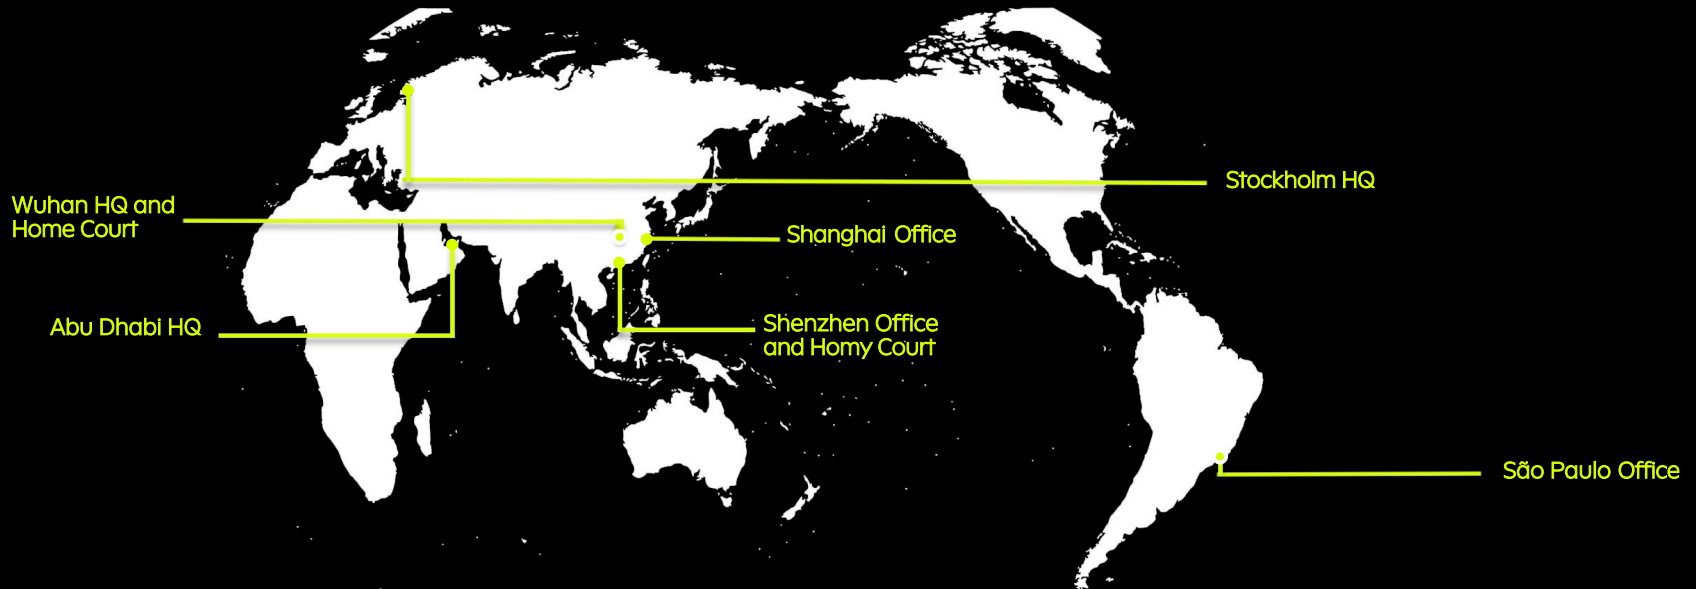 Stockholm HQ
Wuhan HQ and
Home Court
Shanghai Office
Abu Dhabi HQ
Shenzhen Office
and Homy Court
São Paulo Office